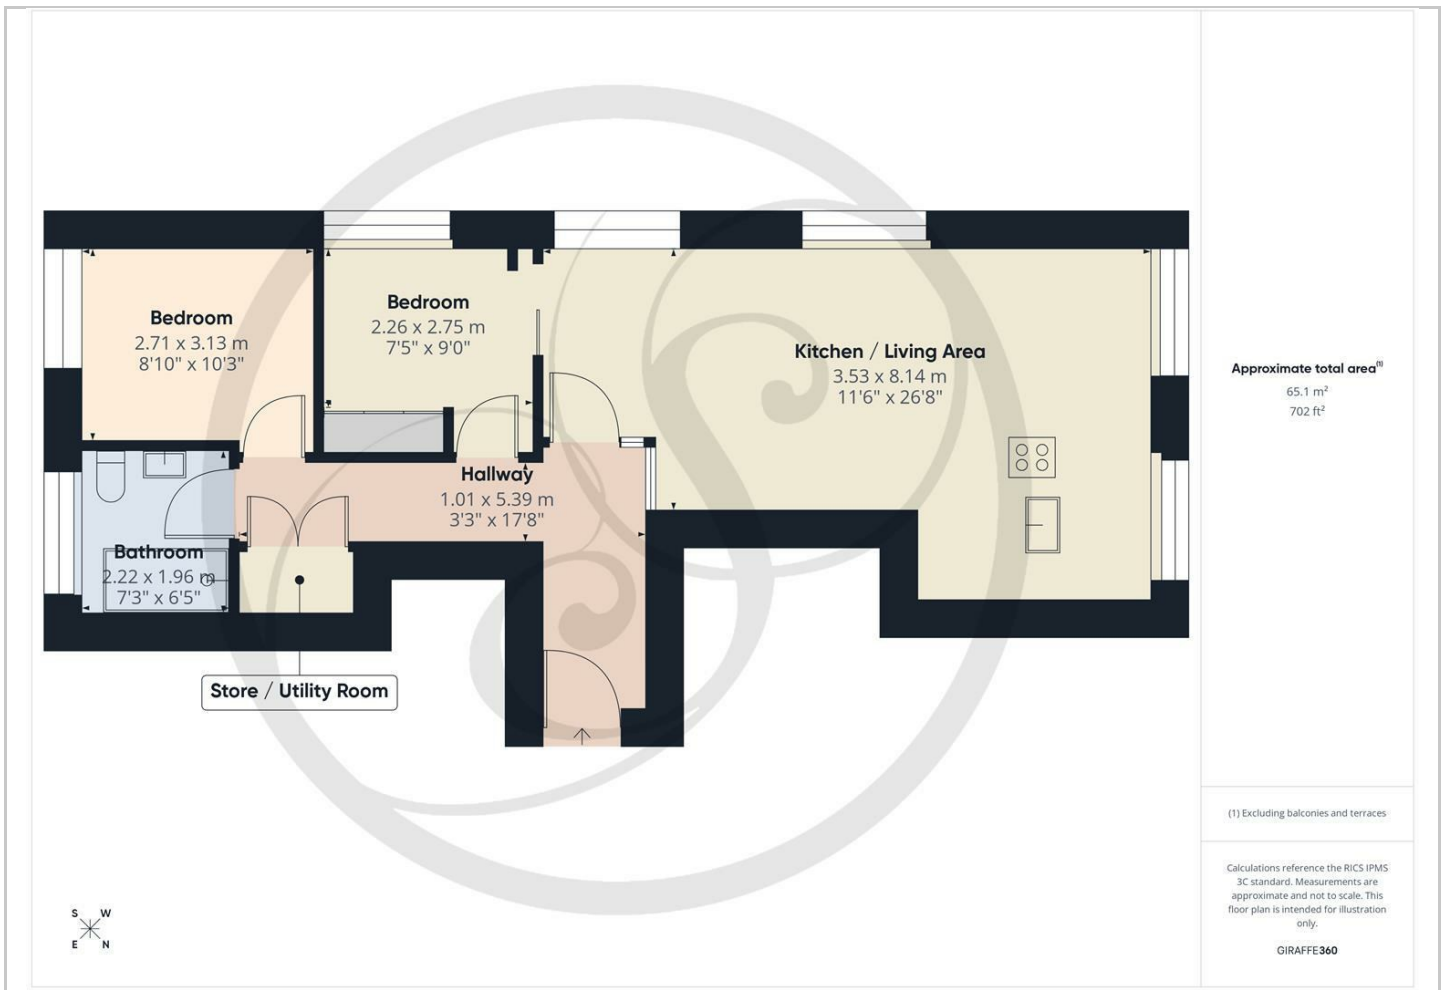 Bedroom
2.71 x 3.13 m
8'10" x 10'3"
Bedroom
2.26 x 2.75 m
7'5" x 9'0"
Kitchen / Living Area
3.53 x 8.14 m
11'6" x 26'8"
Hallway
1.01 x 5.39 m
3'3" x 17'8"
Bathroom
2.22 x 1.96 m
7'3" x 6'5"
Store / Utility Room
S W
E N
Approximate total area(1)
65.1 m²
702 ft²
(1) Excluding balconies and terraces
Calculations reference the RICS IPMS
3C standard. Measurements are
approximate and not to scale. This
floor plan is intended for illustration
only.
GIRAFFE360